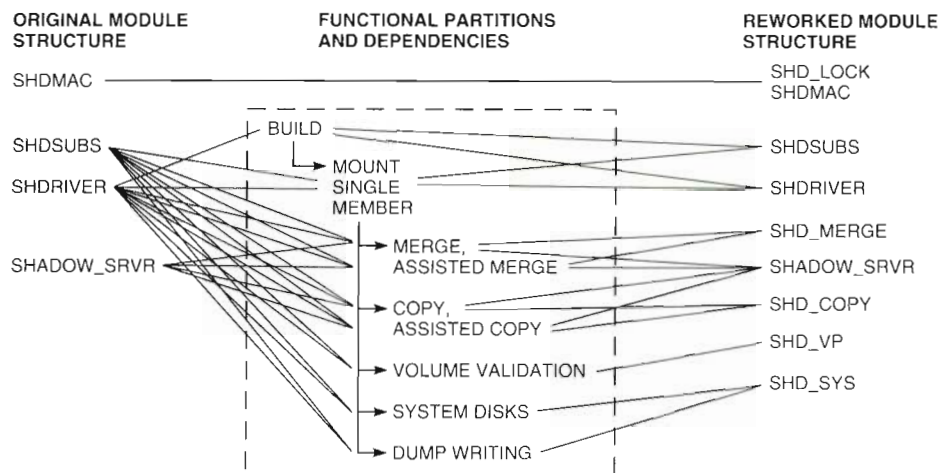 ORIGINAL MODULE
STRUCTURE
FUNCTIONAL PARTITIONS
AND DEPENDENCIES
REWORKED MODULE
STRUCTURE
SHDMAC
SHD_LOCK
SHDMAC
SHDSUBS
SHDRIVER
SHADOW_SRVR
BUILD
MOUNT
SINGLE
MEMBER
MERGE,
ASSISTED MERGE
COPY,
ASSISTED COPY
VOLUME VALIDATION
SYSTEM DISKS
DUMP WRITING
SHDSUBS
SHDRIVER
SHD_MERGE
SHADOW_SRVR
SHD_COPY
SHD_VP
SHD_SYS